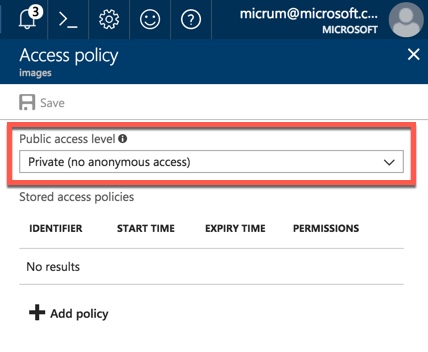 3
micrum@microsoft.c...
MICROSOFT
Access policy
images
Save
Public access level
Private (no anonymous access)
Stored access policies
IDENTIFIER START TIME EXPIRY TIME PERMISSIONS
No results
Add policy